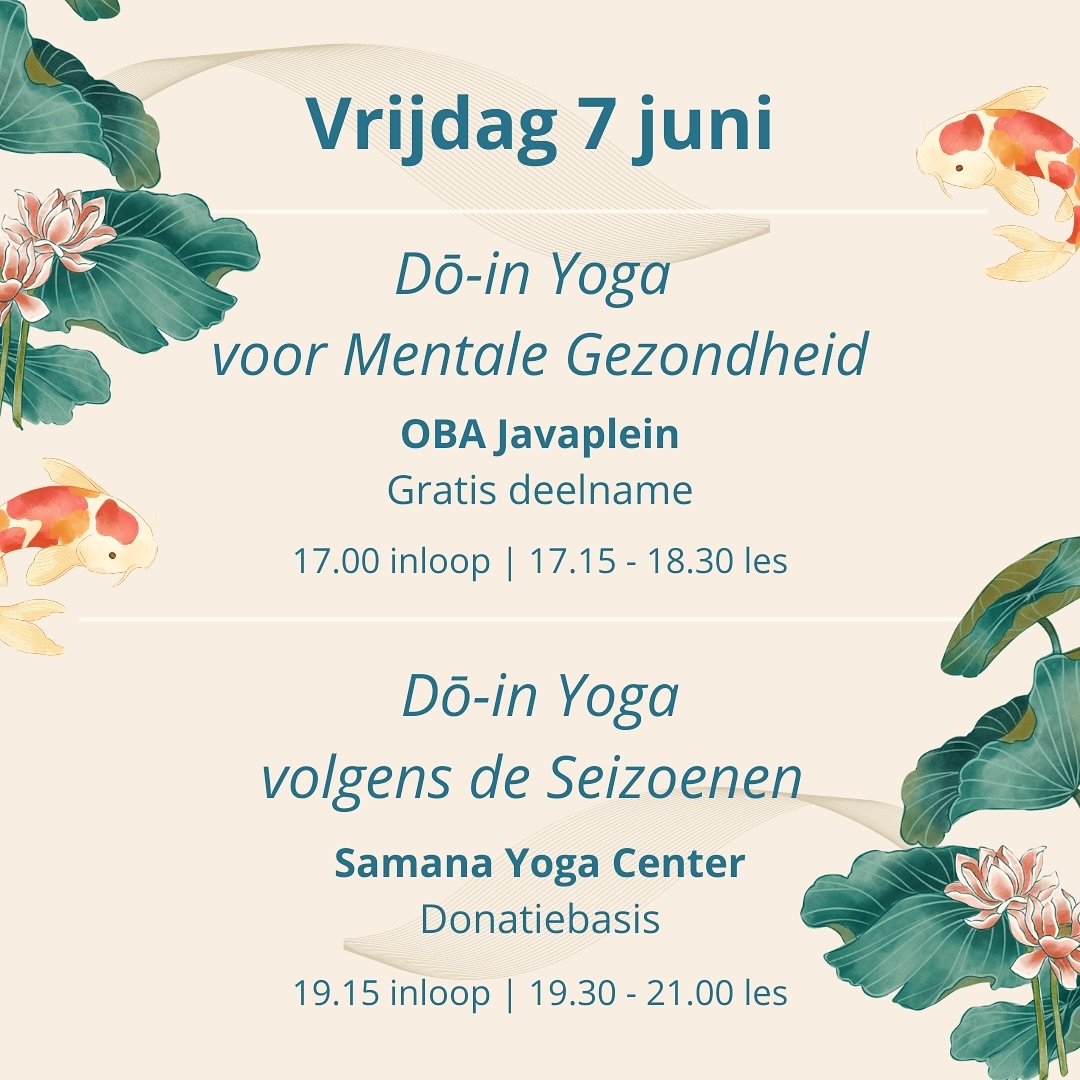 Vrijdag 7 juni
Dō-in Yoga
voor Mentale Gezondheid
OBA Javaplein
Gratis deelname
17.00 inloop | 17.15 - 18.30 les
Dō-in Yoga
volgens de Seizoenen
Samana Yoga Center
Donatiebasis
19.15 inloop | 19.30 - 21.00 les